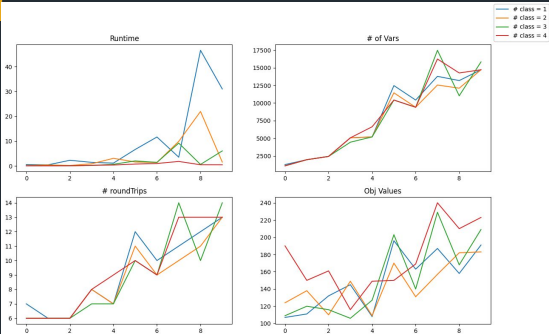 # class = 1
# class = 2
# class = 3
# class = 4
Runtime
# of Vars
40
30
20
10
0
0 2 4 6 8
17500
15000
12500
10000
7500
5000
2500
0 2 4 6 8
# roundTrips
Obj Values
14
13
12
11
10
9
8
7
6
0 2 4 6 8
240
220
200
180
160
140
120
100
0 2 4 6 8